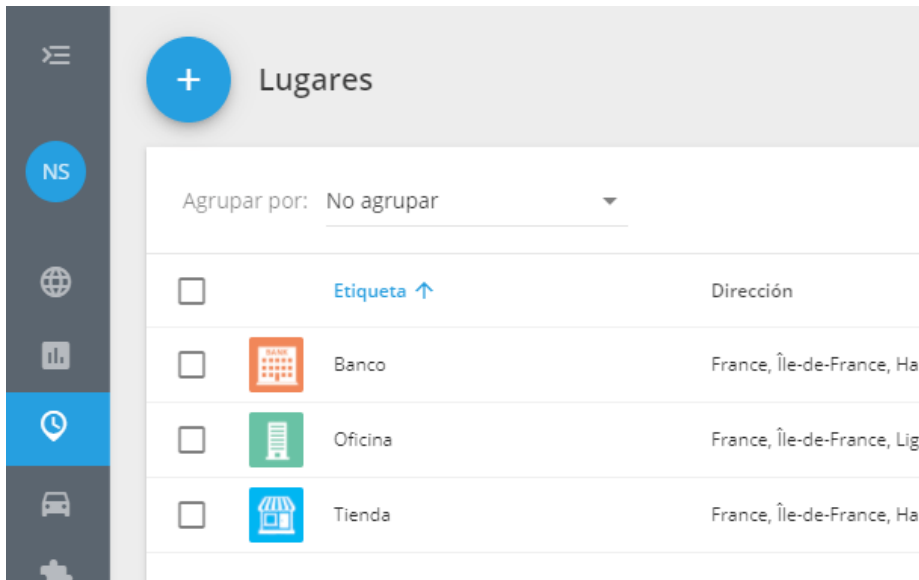 Lugares
NS
Agrupar por: No agrupar
Etiqueta Dirección
BANK
Banco France, Île-de-France, Ha
Oficina France, Île-de-France, Lig
Tienda France, Île-de-France, Ha